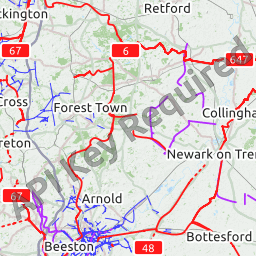 Retford
ckington
67
6
647
Cross
Forest Town
Collingha
reton
API Key Required
Newark on Tren
67
Arnold
Bottesford
Beeston
48